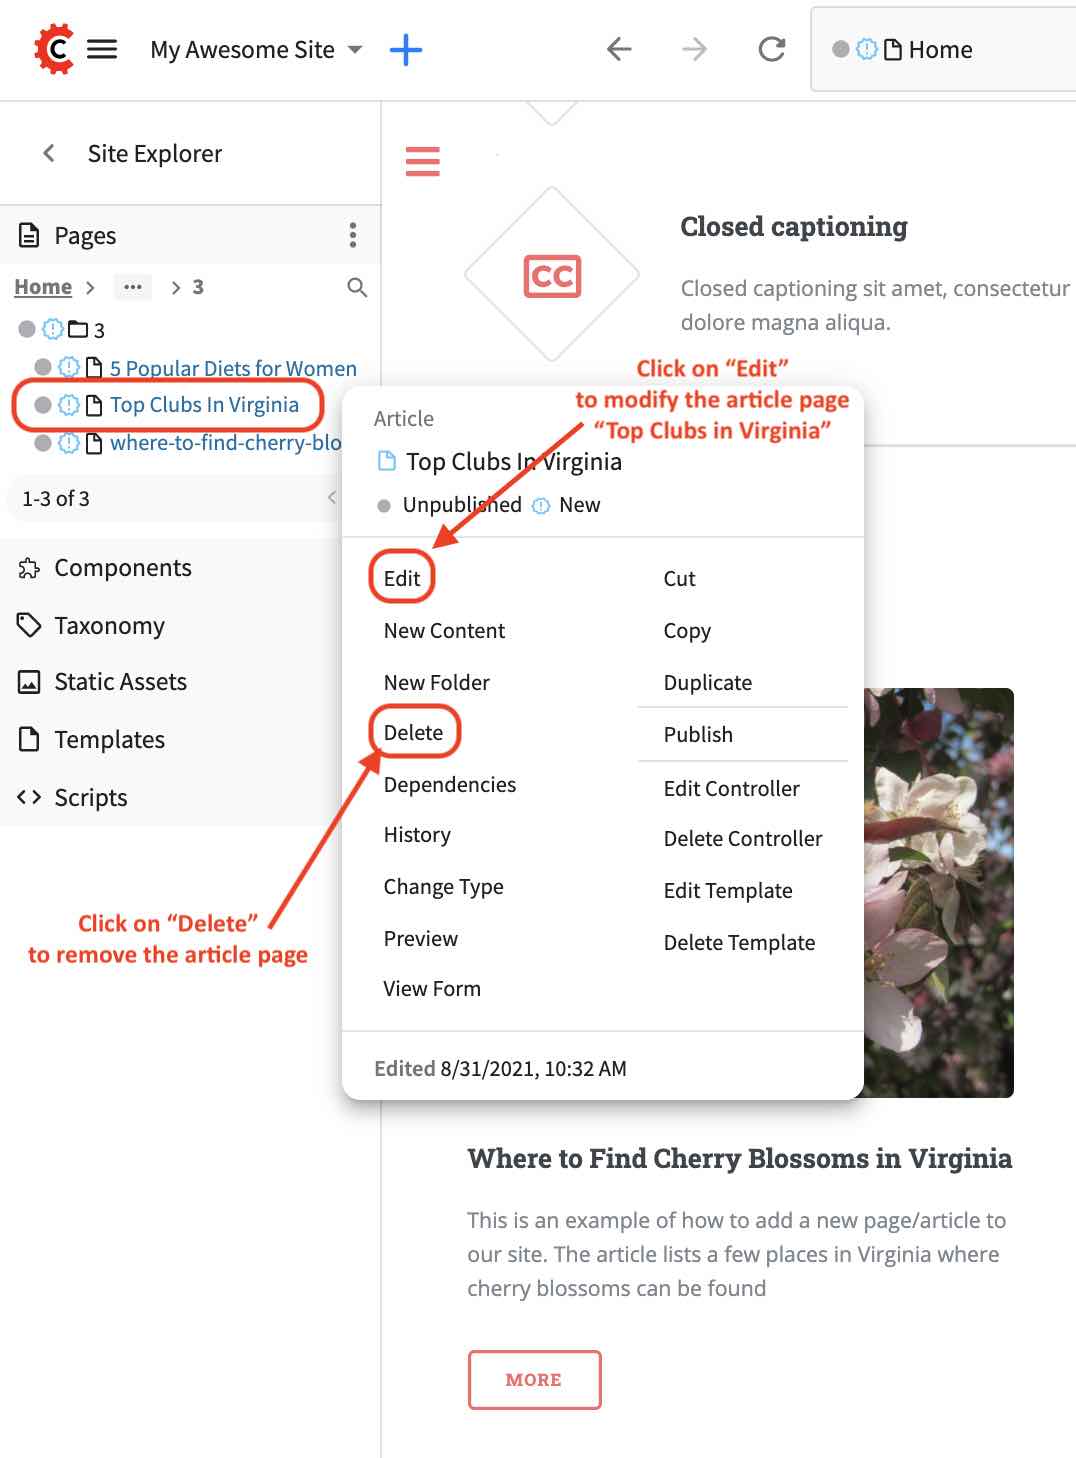 My Awesome Site
Home
Site Explorer
Pages
Home > ... > 3
3
5 Popular Diets for Women
Top Clubs In Virginia
where-to-find-cherry-blo
1-3 of 3
Components
Taxonomy
Static Assets
Templates
Scripts
CC
Closed captioning
Closed captioning sit amet, consectetur
dolore magna aliqua.
Click on “Edit”
to modify the article page
“Top Clubs in Virginia”
Article
Top Clubs In Virginia
Unpublished New
Edit
New Content
New Folder
Delete
Dependencies
History
Change Type
Preview
View Form
Cut
Copy
Duplicate
Publish
Edit Controller
Delete Controller
Edit Template
Delete Template
Edited 8/31/2021, 10:32 AM
Click on “Delete”
to remove the article page
Where to Find Cherry Blossoms in Virginia
This is an example of how to add a new page/article to
our site. The article lists a few places in Virginia where
cherry blossoms can be found
MORE